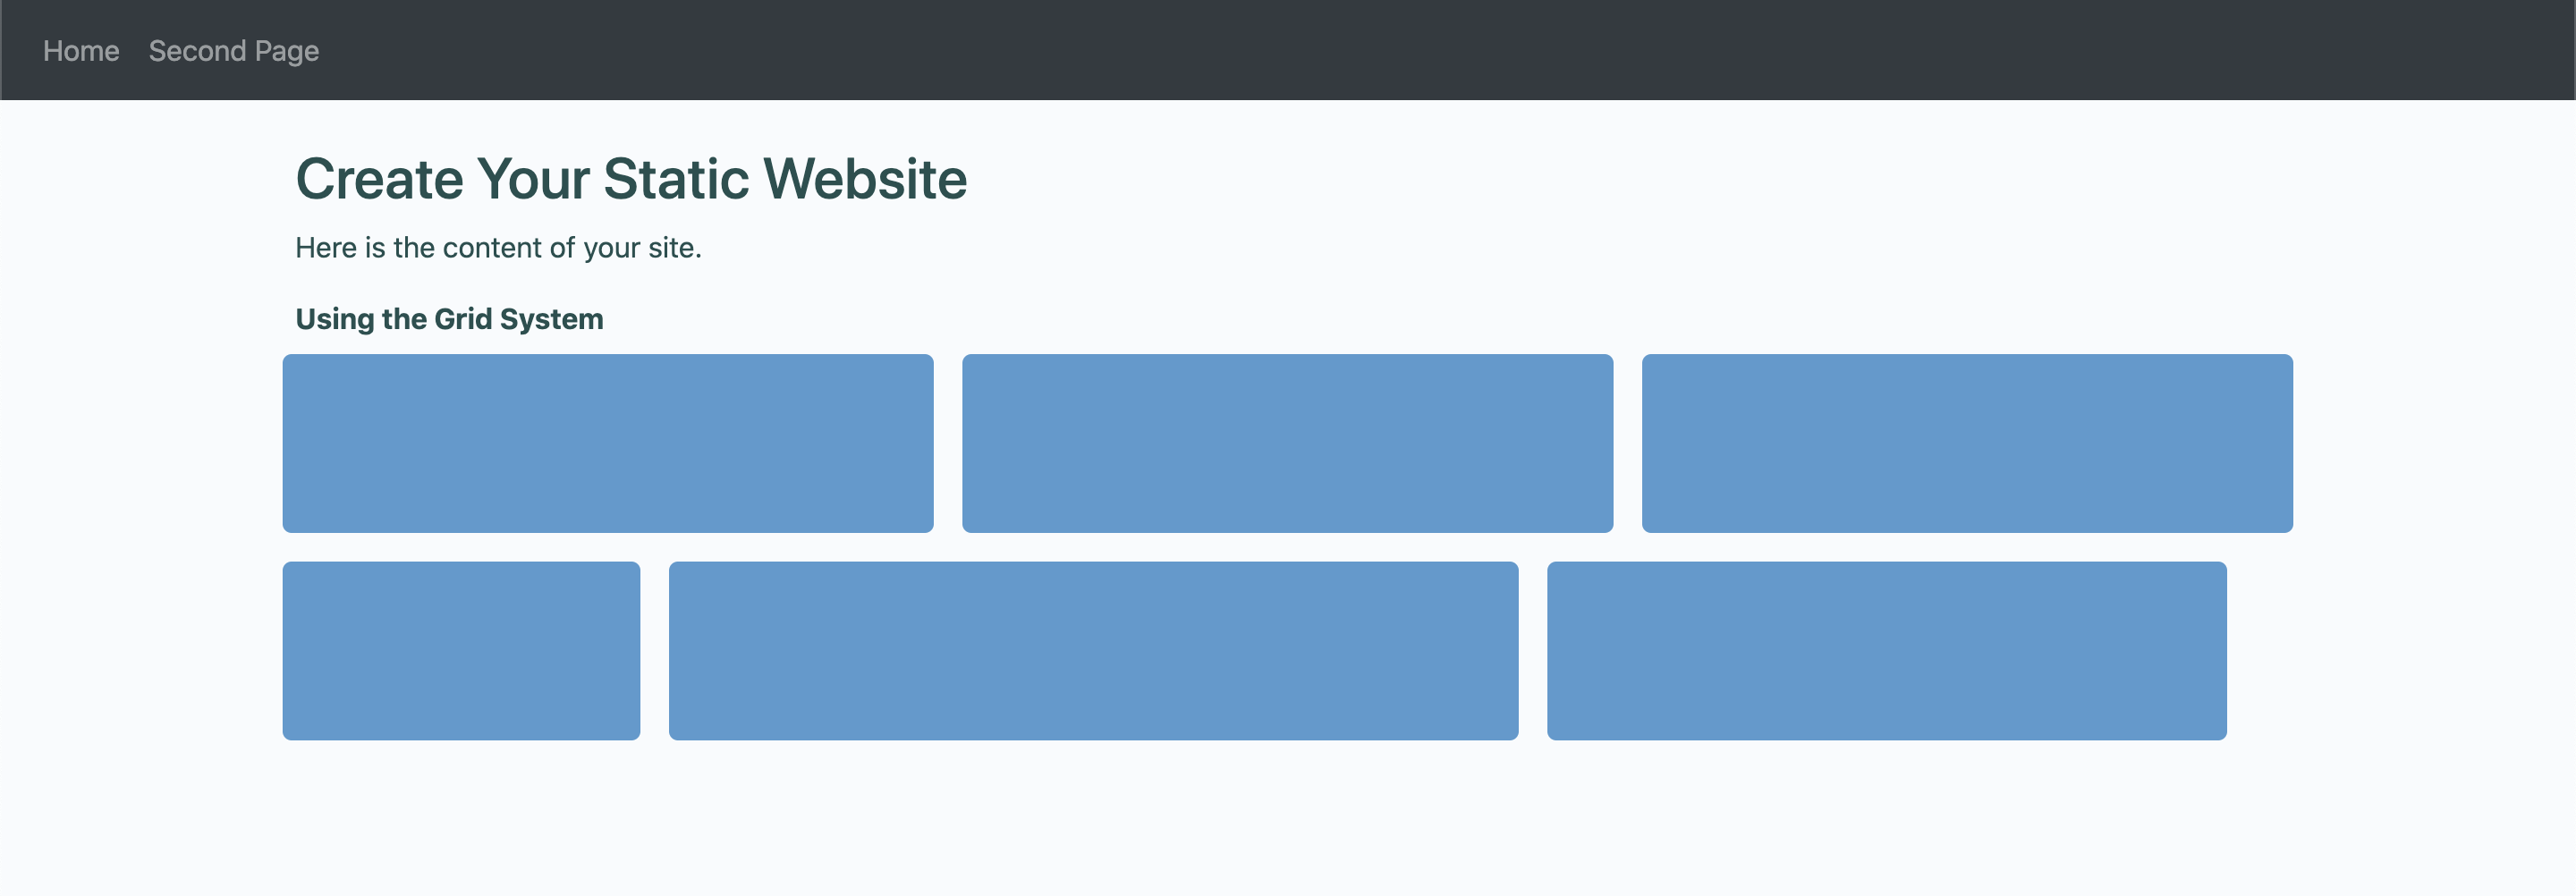 Home Second Page
Create Your Static Website
Here is the content of your site.
Using the Grid System